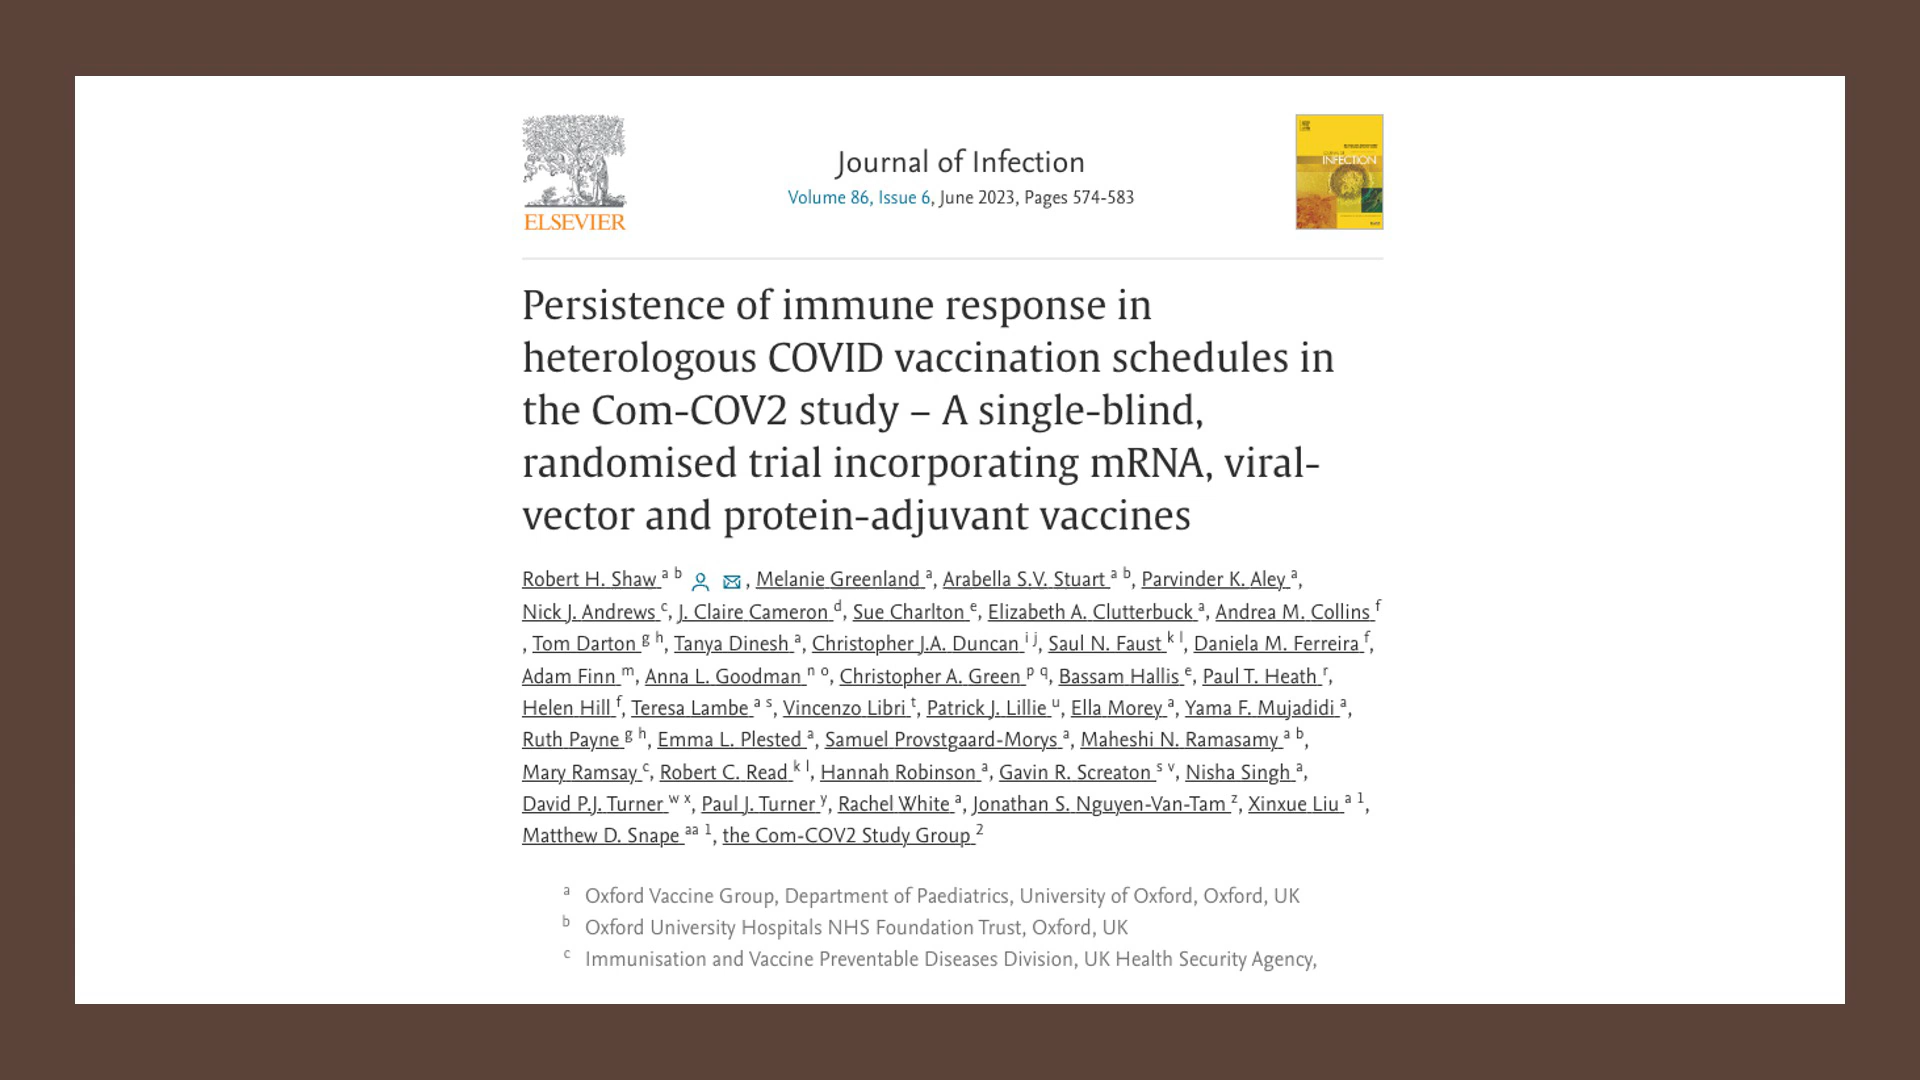 ELSEVIER
Journal of Infection
Volume 86, Issue 6, June 2023, Pages 574-583
INFECTION
Persistence of immune response in
heterologous COVID vaccination schedules in
the Com-COV2 study – A single-blind,
randomised trial incorporating mRNA, viral-
vector and protein-adjuvant vaccines
Robert H. Shaw a b , Melanie Greenland a, Arabella S.V. Stuart a b, Parvinder K. Aley a,
Nick J. Andrews c, J. Claire Cameron d, Sue Charlton e, Elizabeth A. Clutterbuck a, Andrea M. Collins f
, Tom Darton g h, Tanya Dinesh a, Christopher J.A. Duncan i j, Saul N. Faust k l, Daniela M. Ferreira f,
Adam Finn m, Anna L. Goodman n o, Christopher A. Green p q, Bassam Hallis e, Paul T. Heath r,
Helen Hill f, Teresa Lambe a s, Vincenzo Libri t, Patrick J. Lillie u, Ella Morey a, Yama F. Mujadidi a,
Ruth Payne g h, Emma L. Plested a, Samuel Provstgaard-Morys a, Maheshi N. Ramasamy a b,
Mary Ramsay c, Robert C. Read k l, Hannah Robinson a, Gavin R. Screaton s v, Nisha Singh a,
David P.J. Turner w x, Paul J. Turner y, Rachel White a, Jonathan S. Nguyen-Van-Tam z, Xinxue Liu a 1,
Matthew D. Snape aa 1, the Com-COV2 Study Group 2
a Oxford Vaccine Group, Department of Paediatrics, University of Oxford, Oxford, UK
b Oxford University Hospitals NHS Foundation Trust, Oxford, UK
c Immunisation and Vaccine Preventable Diseases Division, UK Health Security Agency,